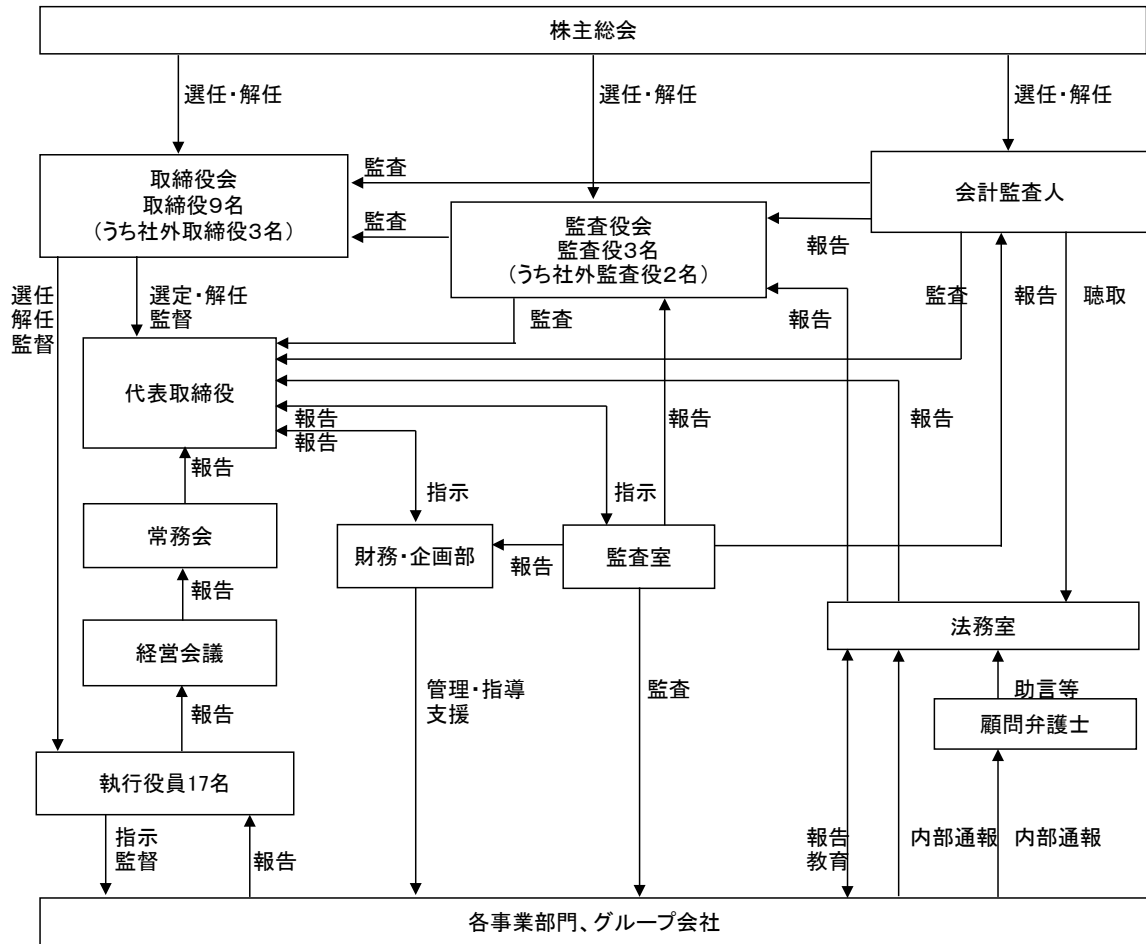 株主総会
選任・解任
選任・解任
選任・解任
取締役会
取締役9名
(うち社外取締役3名)
監査
監査
監査役会
監査役3名
(うち社外監査役2名)
会計監査人
報告
選任
解任
監督
選定・解任
監督
監査
報告
監査
報告
聴取
代表取締役
報告
報告
報告
報告
報告
指示
指示
常務会
財務・企画部
報告
監査室
報告
法務室
経営会議
管理・指導
支援
監査
助言等
顧問弁護士
報告
執行役員17名
指示
監督
報告
報告
教育
内部通報
内部通報
各事業部門、グループ会社